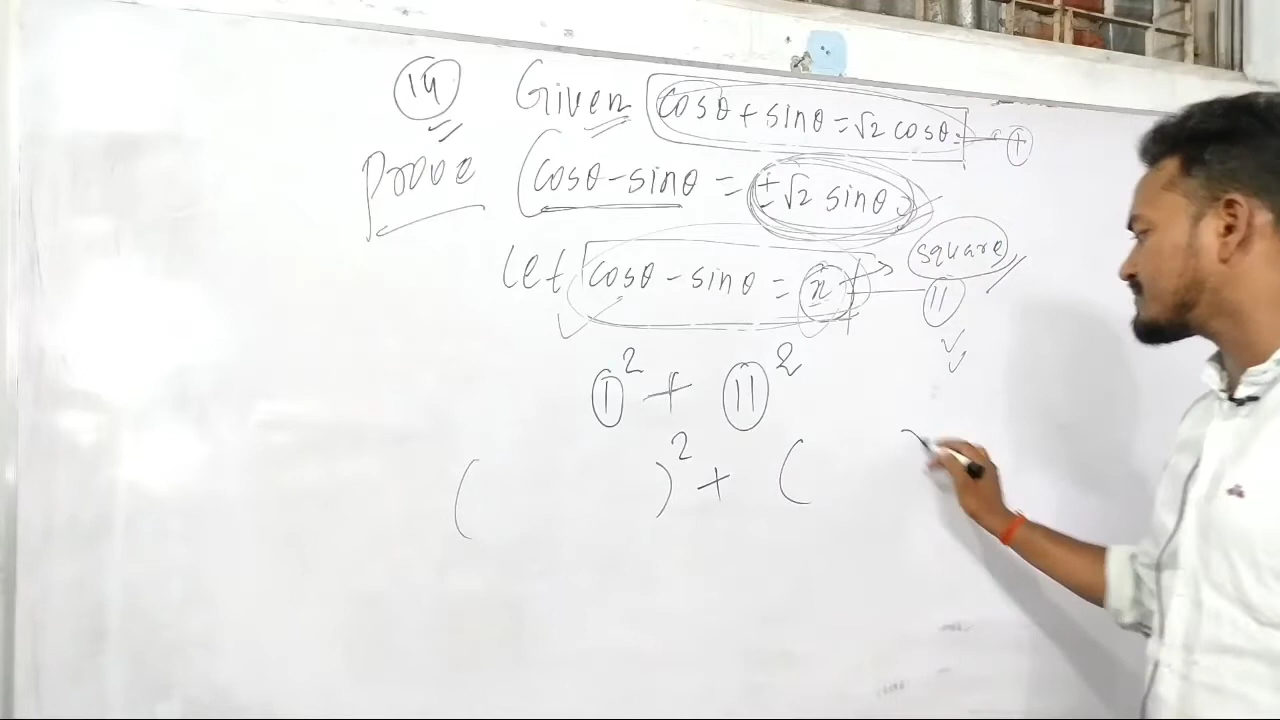 14 Given cosθ + sinθ = √2 cosθ - I
Prove cosθ - sinθ = ±√2 sinθ
Let cosθ - sinθ = x → square
II
I² + II²
( )² + ( )